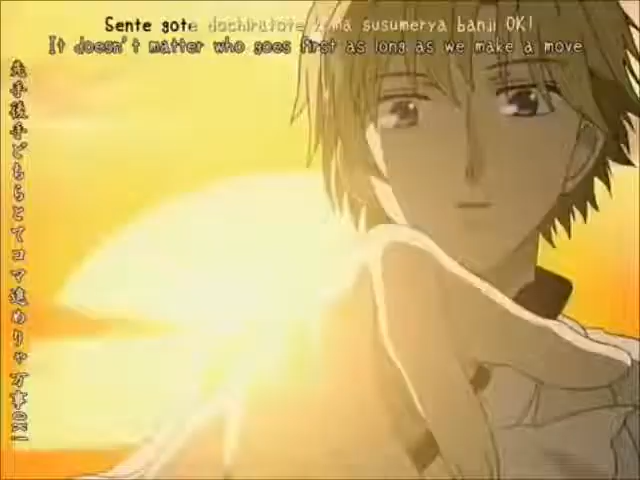 Sente gote dochiratote koma susumerya banji OK!
It doesn't matter who goes first as long as we make a move
先手後手どちらとてコマ進めりゃ万事OK!